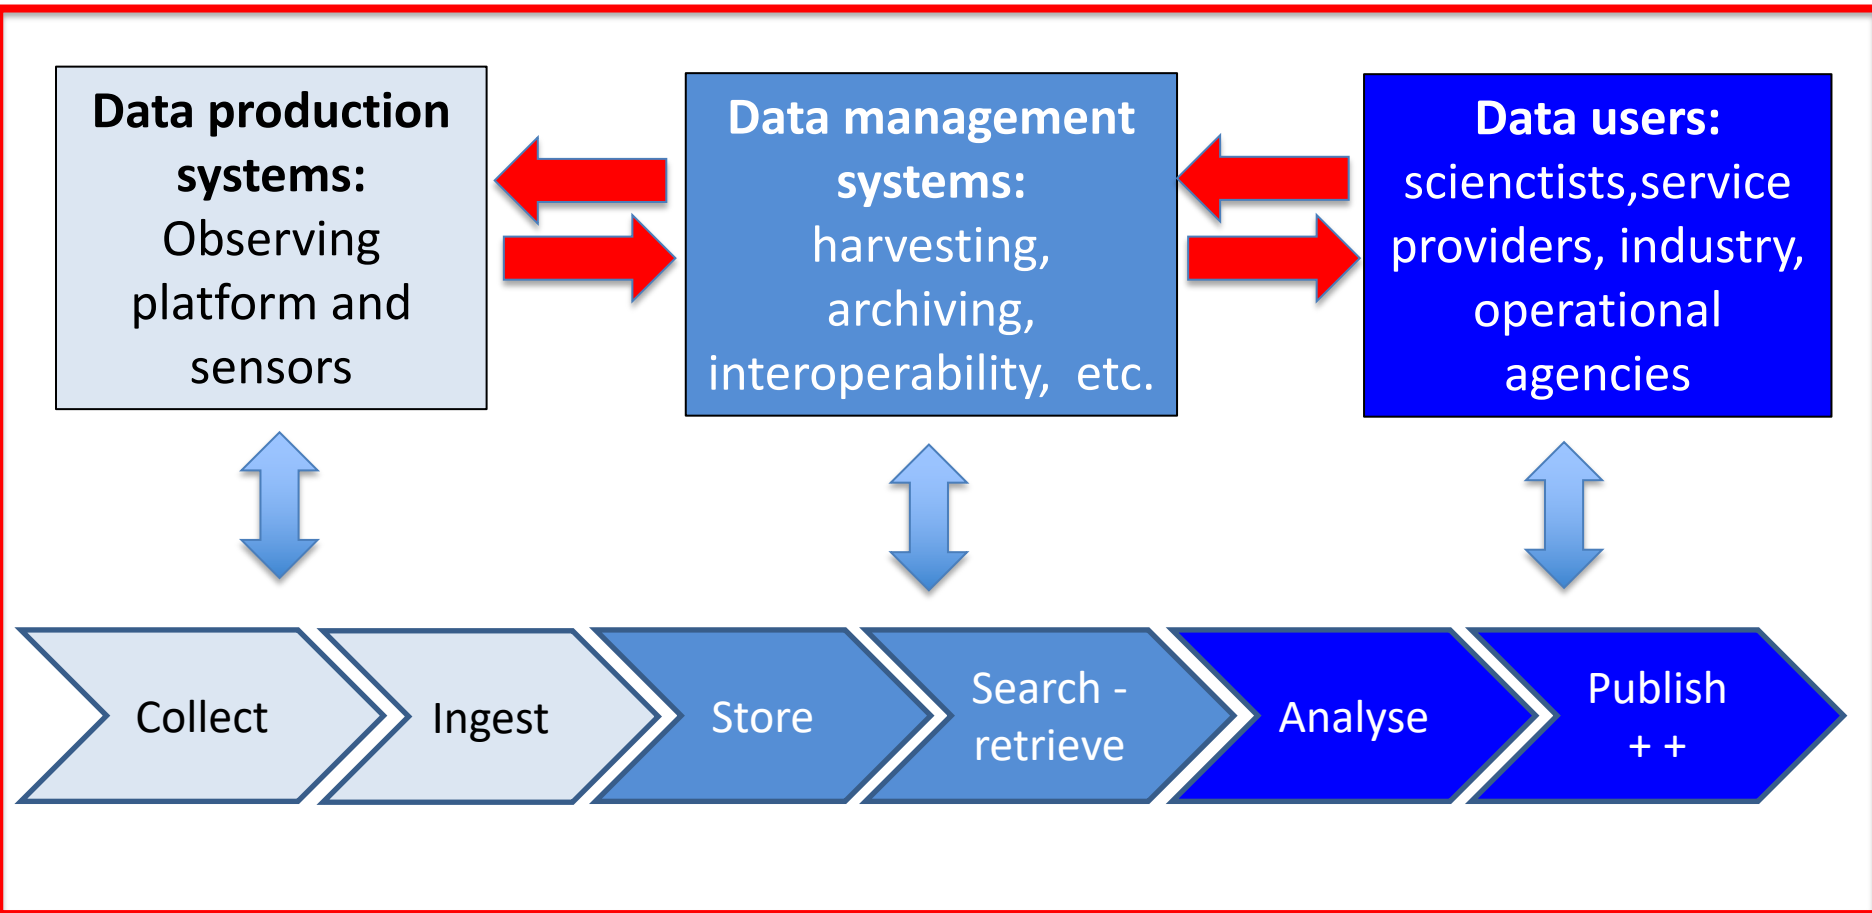 Data production
systems:
Observing
platform and
sensors
Data management
systems:
harvesting,
archiving,
interoperability,  etc.
Data users:
scienctists,service
providers, industry,
operational
agencies
Collect
Ingest
Store
Search -
retrieve
Analyse
Publish
+ +